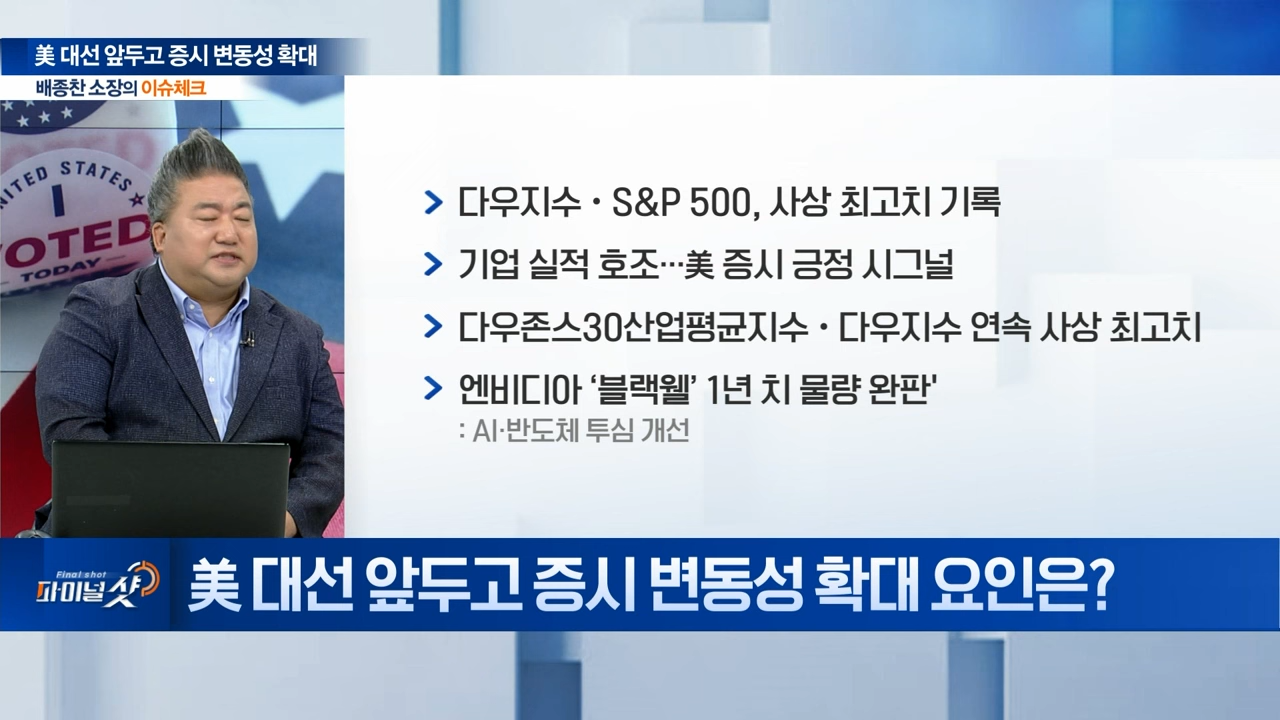 美 대선 앞두고 증시 변동성 확대
배종찬 소장의 이슈체크
UNITED STATES
I
VOTED
TODAY
다우지수·S&P 500, 사상 최고치 기록
기업 실적 호조…美 증시 긍정 시그널
다우존스30산업평균지수·다우지수 연속 사상 최고치
엔비디아 ‘블랙웰’ 1년 치 물량 완판'
: AI·반도체 투심 개선
Final shot
파이널샷
美 대선 앞두고 증시 변동성 확대 요인은?